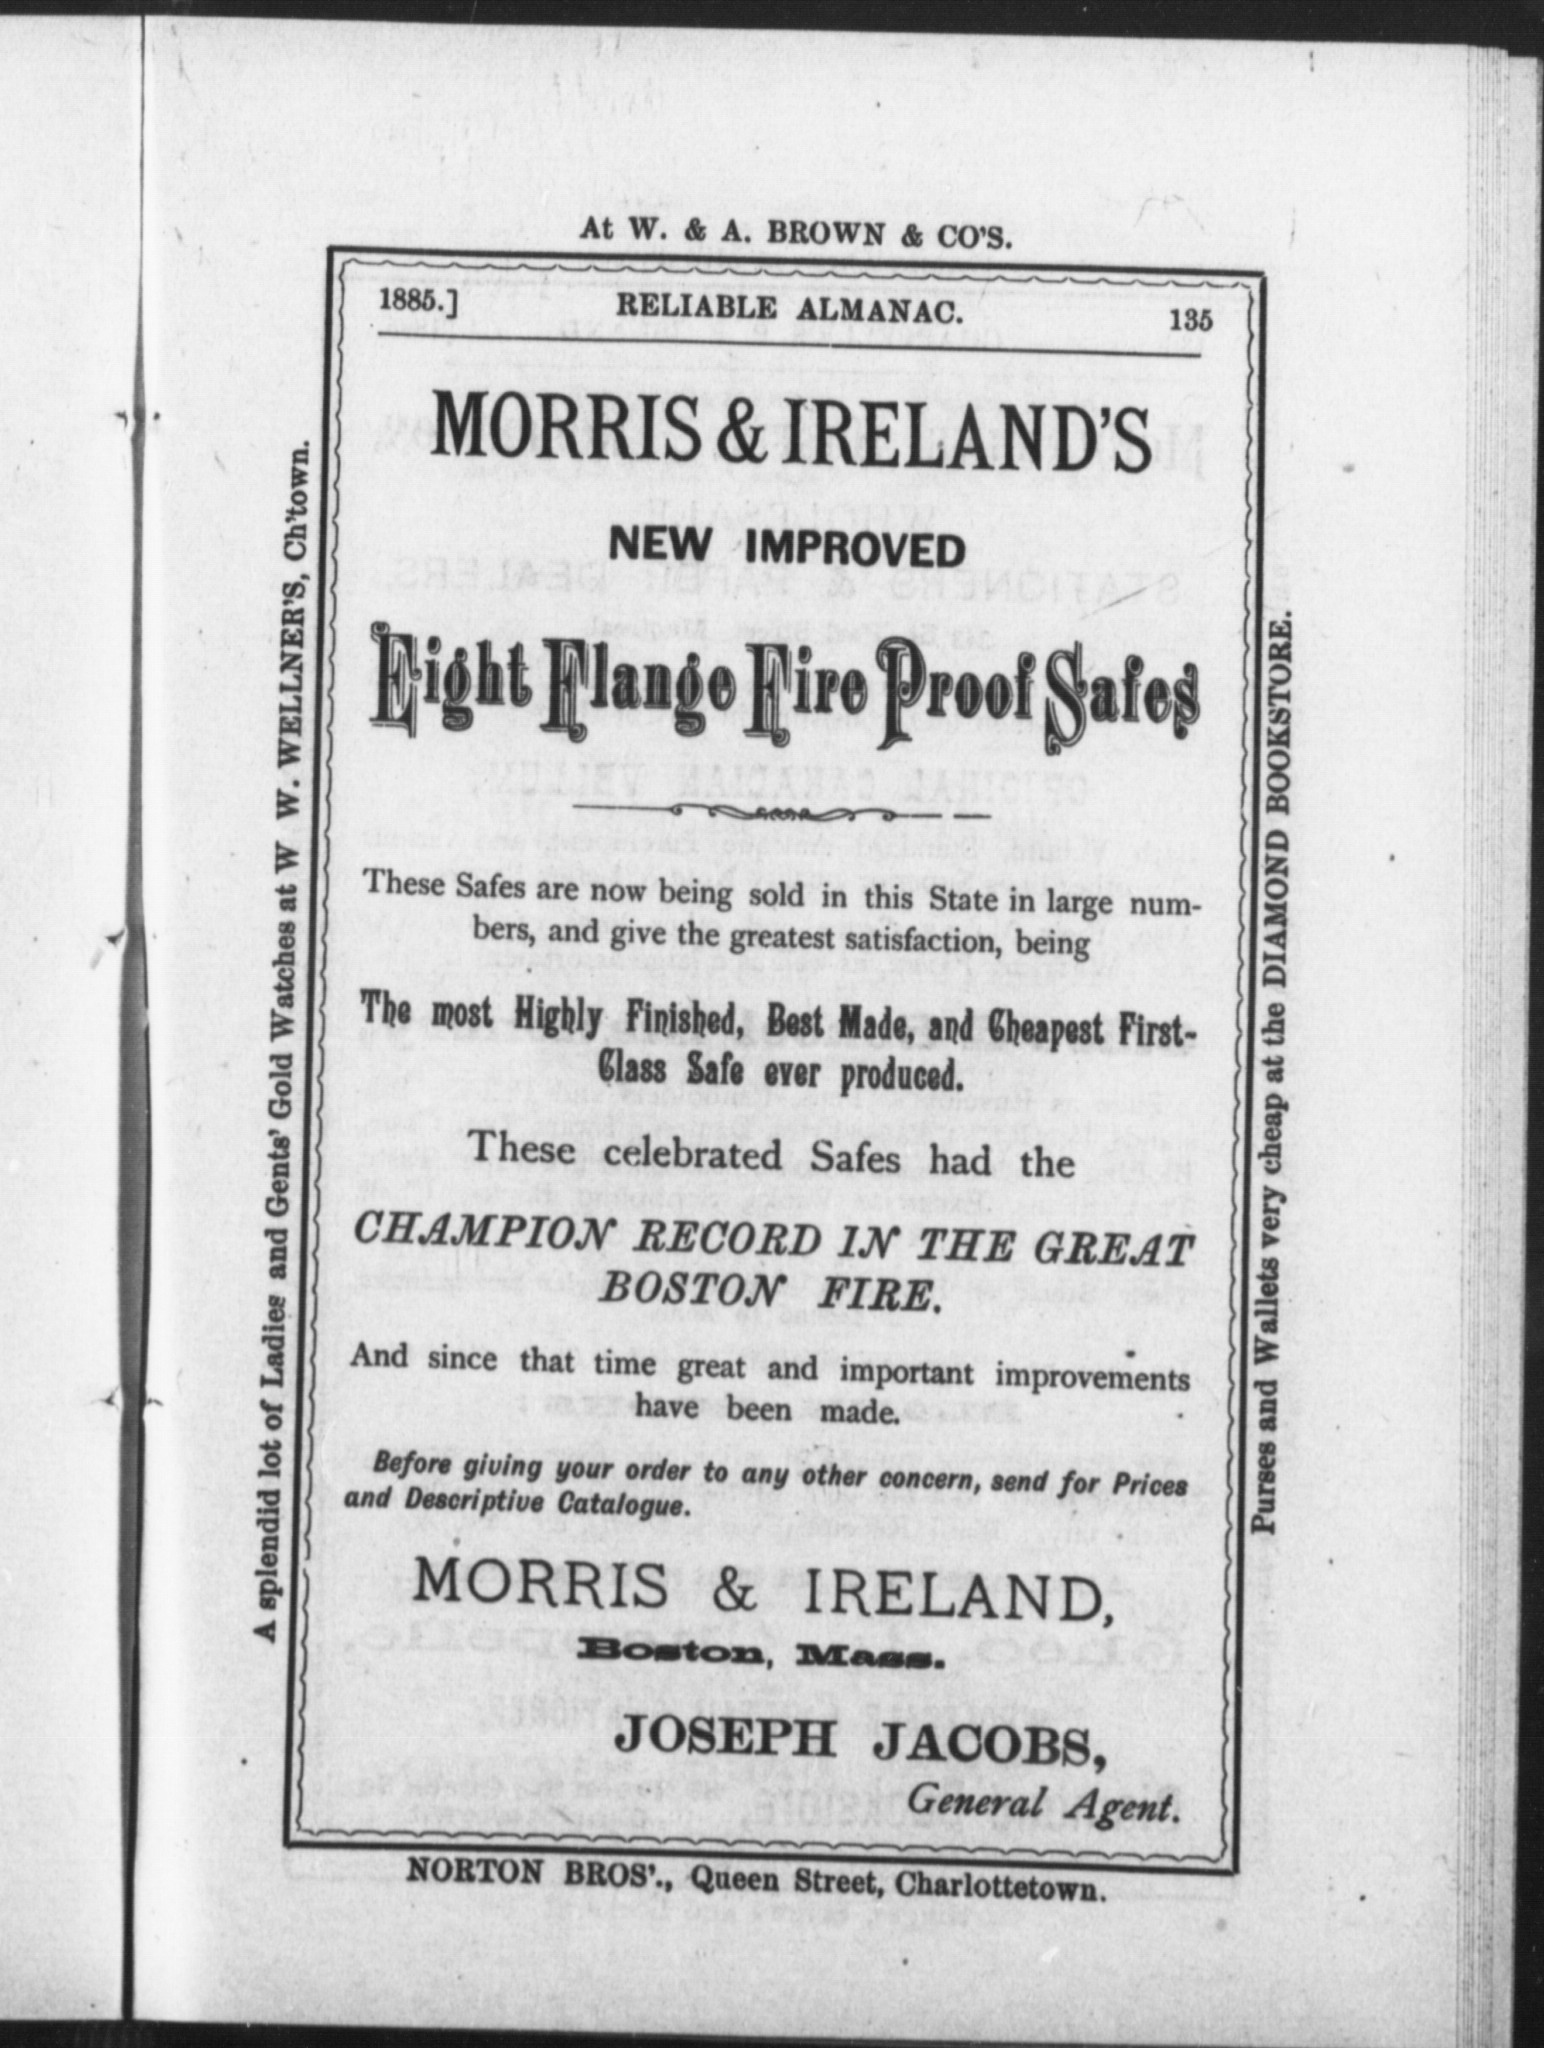 At W. & A. BROWN & CO'S.
1885.] RELIABLE ALMANAC. 135
MORRIS & IRELAND'S
NEW IMPROVED
Eight Flange Fire Proof Safes
These Safes are now being sold in this State in large num-
bers, and give the greatest satisfaction, being
The most Highly Finished, Best Made, and Cheapest First-
Class Safe ever produced.
These celebrated Safes had the
CHAMPION RECORD IN THE GREAT
BOSTON FIRE.
And since that time great and important improvements
have been made.
Before giving your order to any other concern, send for Prices
and Descriptive Catalogue.
MORRIS & IRELAND,
Boston, Mass.
JOSEPH JACOBS,
General Agent.
NORTON BROS'., Queen Street, Charlottetown.
A splendid lot of Ladies and Gents' Gold Watches at W W. WELLNER'S, Ch'town.
Purses and Wallets very cheap at the DIAMOND BOOKSTORE.